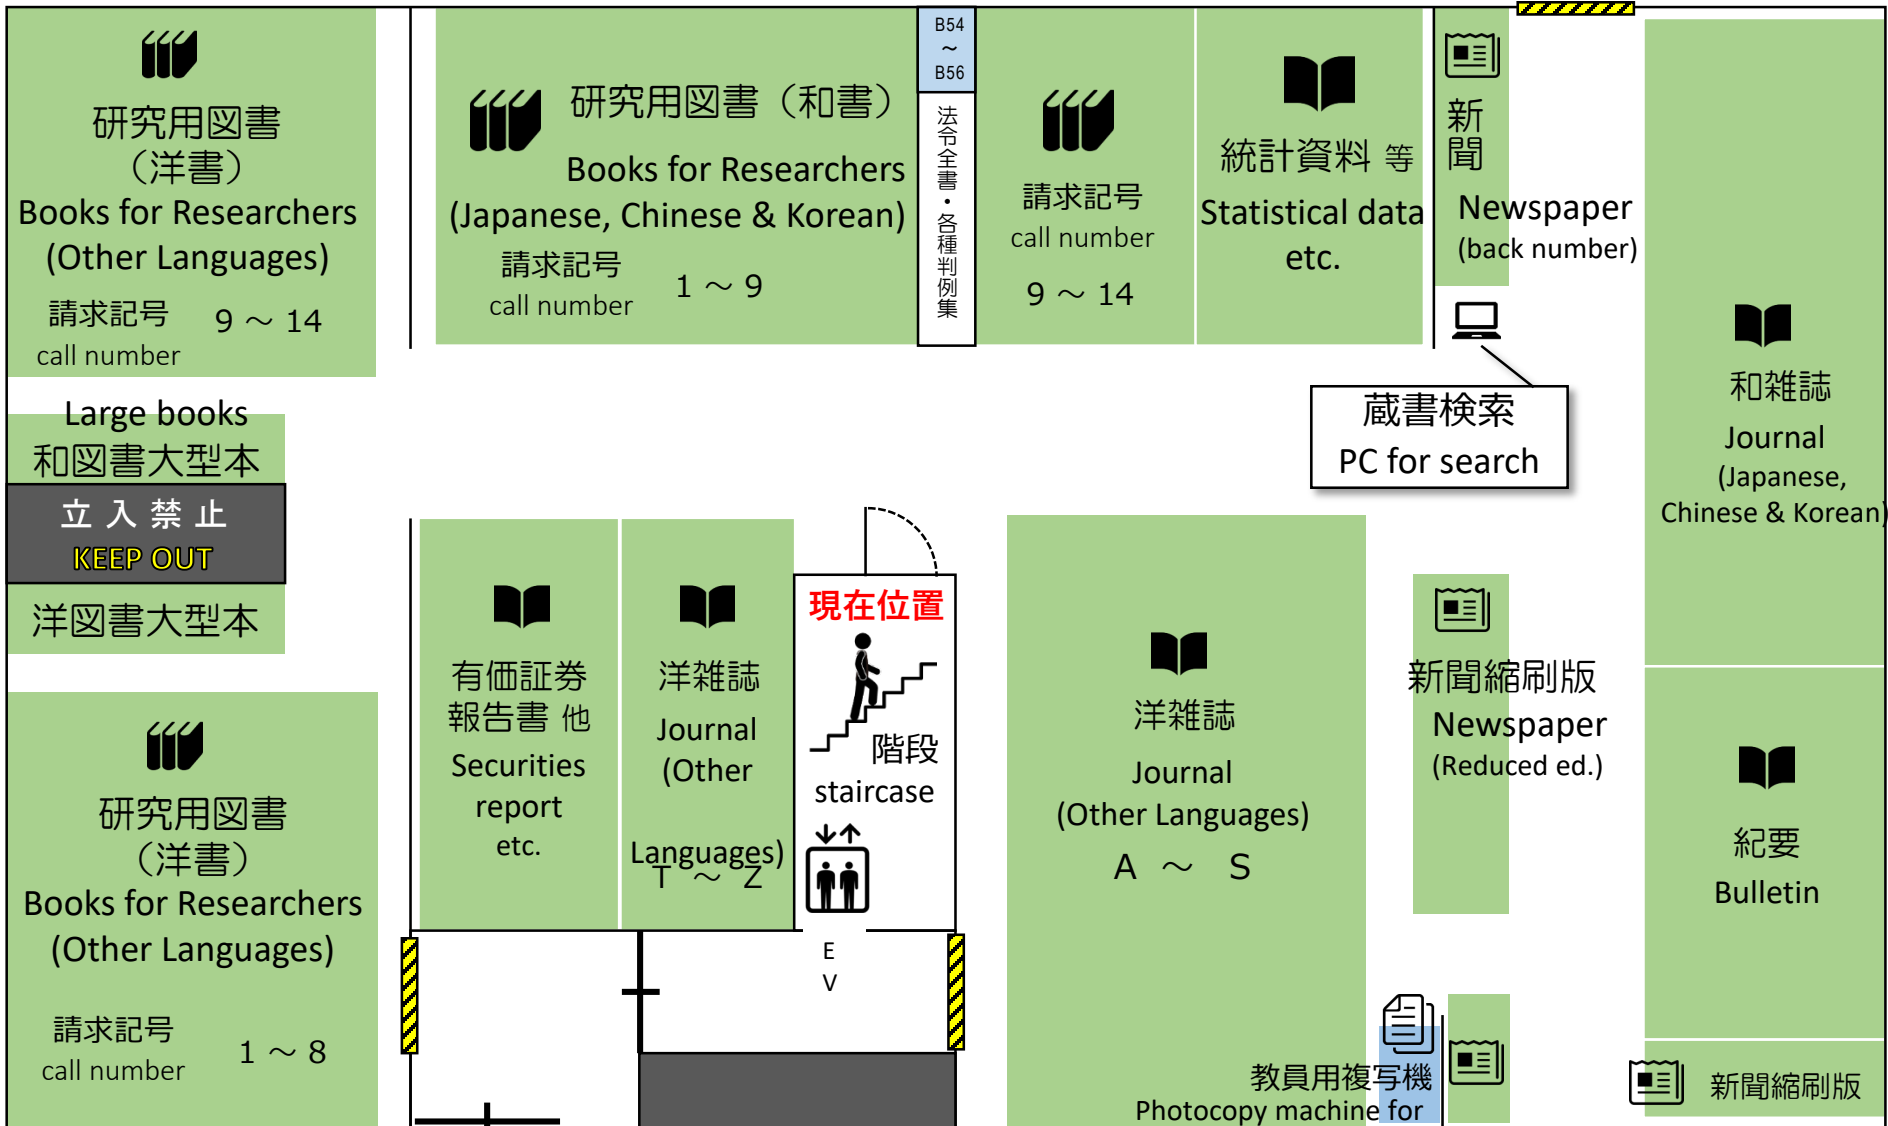 研究用図書
（洋書）
Books for Researchers
(Other Languages)
請求記号 9 ～ 14
call number
Large books
和図書大型本
立 入 禁 止
KEEP OUT
洋図書大型本
研究用図書
（洋書）
Books for Researchers
(Other Languages)
請求記号
call number
1 ～ 8
研究用図書（和書）
Books for Researchers
(Japanese, Chinese & Korean)
請求記号
call number
1 ～ 9
B54
～
B56
法令全書・各種判例集
請求記号
call number
9 ～ 14
統計資料 等
Statistical data
etc.
新聞
Newspaper
(back number)
蔵書検索
PC for search
和雑誌
Journal
(Japanese,
Chinese & Korean)
有価証券
報告書 他
Securities
report
etc.
洋雑誌
Journal
(Other
Languages)
T ～ Z
現在位置
階段
staircase
E
V
洋雑誌
Journal
(Other Languages)
A ～ S
新聞縮刷版
Newspaper
(Reduced ed.)
紀要
Bulletin
教員用複写機
Photocopy machine for
新聞縮刷版